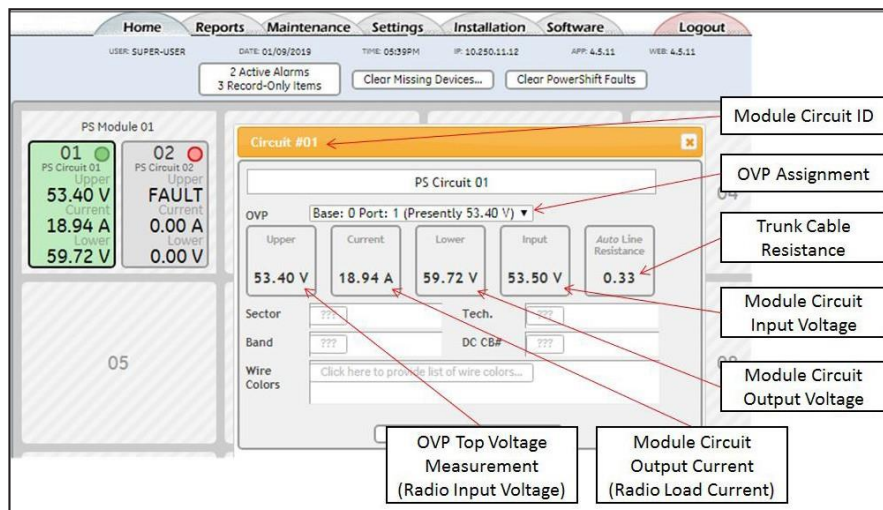 Home Reports Maintenance Settings Installation Software Logout
USER: SUPER-USER DATE: 01/09/2019 TIME: 05:39PM IP: 10.250.11.12 APP: 4.5.11 WEB: 4.5.11
2 Active Alarms
3 Record-Only Items
Clear Missing Devices...
Clear PowerShift Faults
PS Module 01
01
PS Circuit 01
Upper
53.40 V
Current
18.94 A
Lower
59.72 V
02
PS Circuit 02
Upper
FAULT
Current
0.00 A
Lower
0.00 V
04
05
Circuit #01
PS Circuit 01
OVP Base: 0 Port: 1 (Presently 53.40 V)
Upper
53.40 V
Current
18.94 A
Lower
59.72 V
Input
53.50 V
Auto Line
Resistance
0.33
Sector ??? Tech. ???
Band ??? DC CB# ???
Wire
Colors
Click here to provide list of wire colors...
Module Circuit ID
OVP Assignment
Trunk Cable
Resistance
Module Circuit
Input Voltage
Module Circuit
Output Voltage
OVP Top Voltage
Measurement
(Radio Input Voltage)
Module Circuit
Output Current
(Radio Load Current)